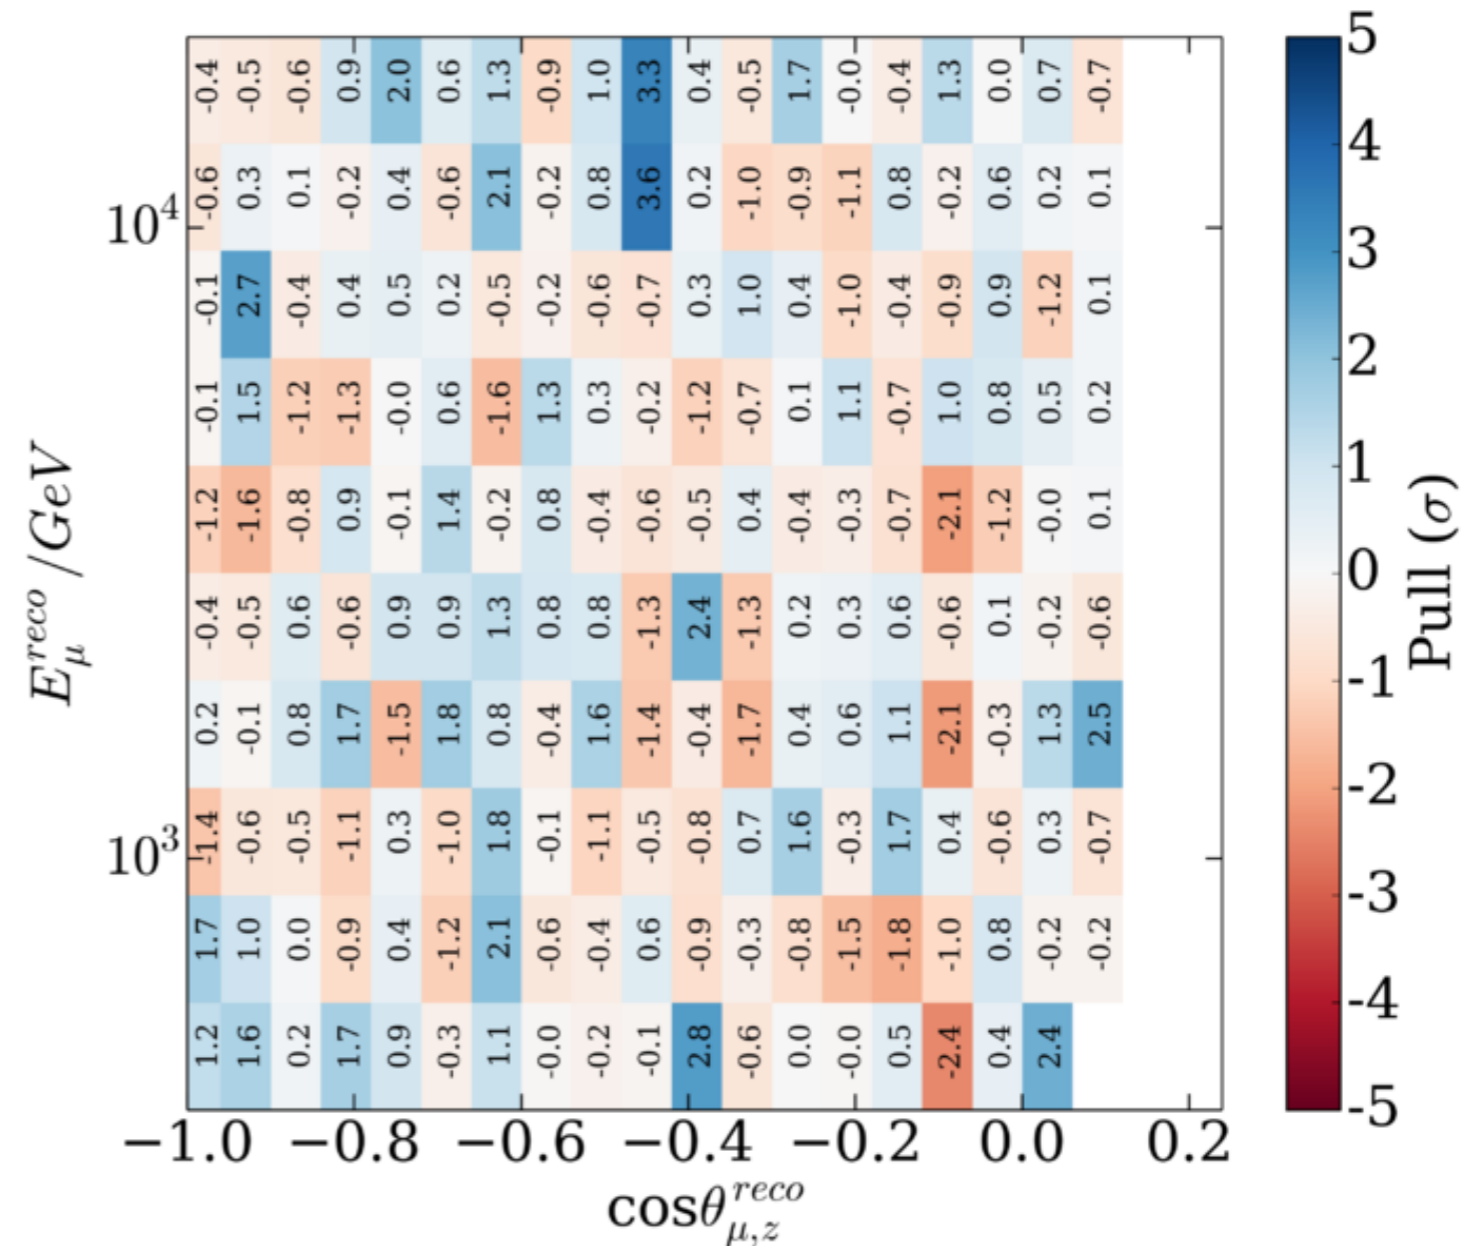 -0.4 -0.5 -0.6 0.9 2.0 0.6 1.3 -0.9 1.0 3.3 0.4 -0.5 1.7 -0.0 -0.4 1.3 0.0 0.7 -0.7
-0.6 0.3 0.1 -0.2 0.4 -0.6 2.1 -0.2 0.8 3.6 0.2 -1.0 -0.9 -1.1 0.8 -0.2 0.6 0.2 0.1
-0.1 2.7 -0.4 0.4 0.5 0.2 -0.5 -0.2 -0.6 -0.7 0.3 1.0 0.4 -1.0 -0.4 -0.9 0.9 -1.2 0.1
-0.1 1.5 -1.2 -1.3 -0.0 0.6 -1.6 1.3 0.3 -0.2 -1.2 -0.7 0.1 1.1 -0.7 1.0 0.8 0.5 0.2
-1.2 -1.6 -0.8 0.9 -0.1 1.4 -0.2 0.8 -0.4 -0.6 -0.5 0.4 -0.4 -0.3 -0.7 -2.1 -1.2 -0.0 0.1
-0.4 -0.5 0.6 -0.6 0.9 0.9 1.3 0.8 0.8 -1.3 2.4 -1.3 0.2 0.3 0.6 -0.6 0.1 -0.2 -0.6
0.2 -0.1 0.8 1.7 -1.5 1.8 0.8 -0.4 1.6 -1.4 -0.4 -1.7 0.4 0.6 1.1 -2.1 -0.3 1.3 2.5
-1.4 -0.6 -0.5 -1.1 0.3 -1.0 1.8 -0.1 -1.1 -0.5 -0.8 0.7 1.6 -0.3 1.7 0.4 -0.6 0.3 -0.7
1.7 1.0 0.0 -0.9 0.4 -1.2 2.1 -0.6 -0.4 0.6 -0.9 -0.3 -0.8 -1.5 -1.8 -1.0 0.8 -0.2 -0.2
1.2 1.6 0.2 1.7 0.9 -0.3 1.1 -0.0 -0.2 -0.1 2.8 -0.6 0.0 -0.0 0.5 -2.4 0.4 2.4
10⁴
10³
E_μ^{reco} /GeV
−1.0 −0.8 −0.6 −0.4 −0.2 0.0 0.2
cosθ_{μ,z}^{reco}
5
4
3
2
1
0
-1
-2
-3
-4
-5
Pull (σ)